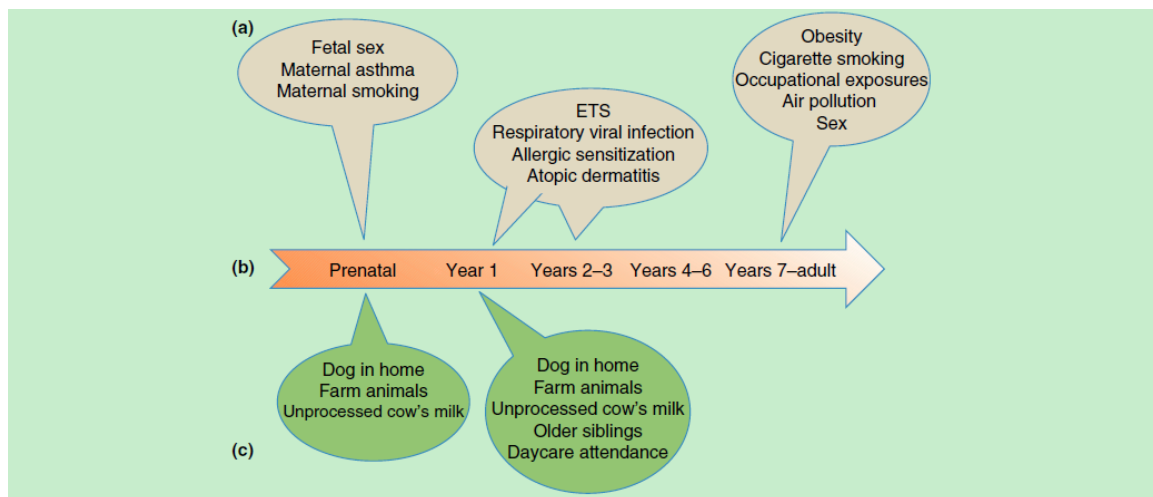 (a)
Fetal sex
Maternal asthma
Maternal smoking
ETS
Respiratory viral infection
Allergic sensitization
Atopic dermatitis
Obesity
Cigarette smoking
Occupational exposures
Air pollution
Sex
(b)
Prenatal
Year 1
Years 2–3
Years 4–6
Years 7–adult
Dog in home
Farm animals
Unprocessed cow's milk
Dog in home
Farm animals
Unprocessed cow's milk
Older siblings
Daycare attendance
(c)